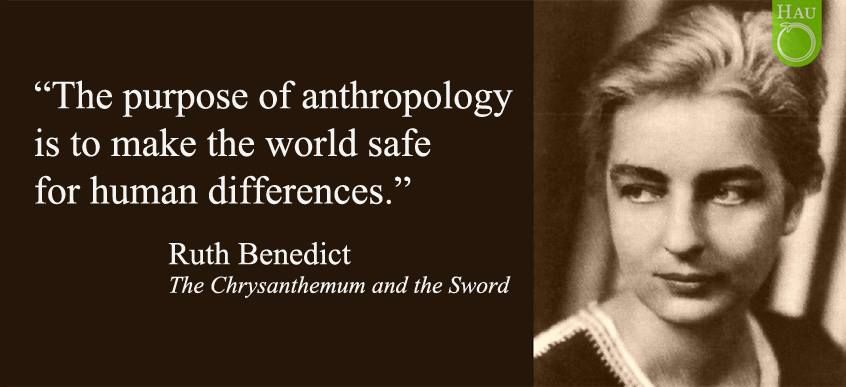 HAU
“The purpose of anthropology
is to make the world safe
for human differences.”
Ruth Benedict
The Chrysanthemum and the Sword